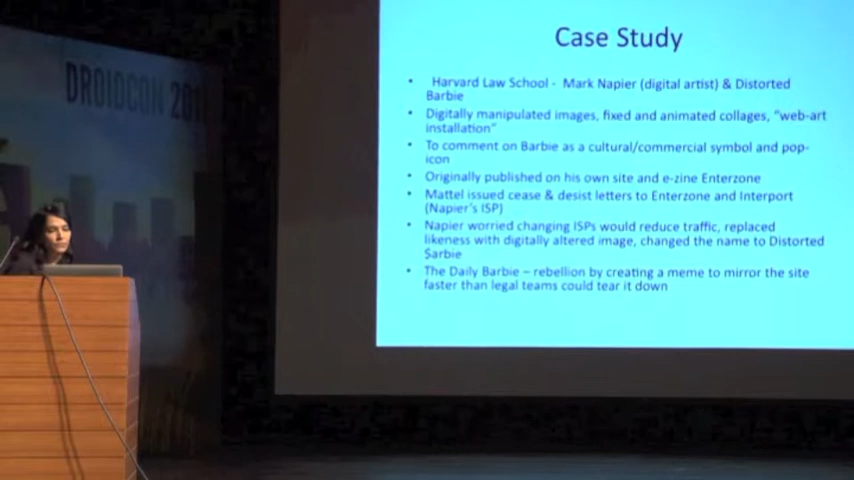 DROIDCON 201
Case Study
• Harvard Law School - Mark Napier (digital artist) & Distorted
Barbie
• Digitally manipulated images, fixed and animated collages, "web-art
installation"
• To comment on Barbie as a cultural/commercial symbol and pop-
icon
• Originally published on his own site and e-zine Enterzone
• Mattel issued cease & desist letters to Enterzone and Interport
(Napier's ISP)
• Napier worried changing ISPs would reduce traffic, replaced
likeness with digitally altered image, changed the name to Distorted
$arbie
• The Daily Barbie – rebellion by creating a meme to mirror the site
faster than legal teams could tear it down